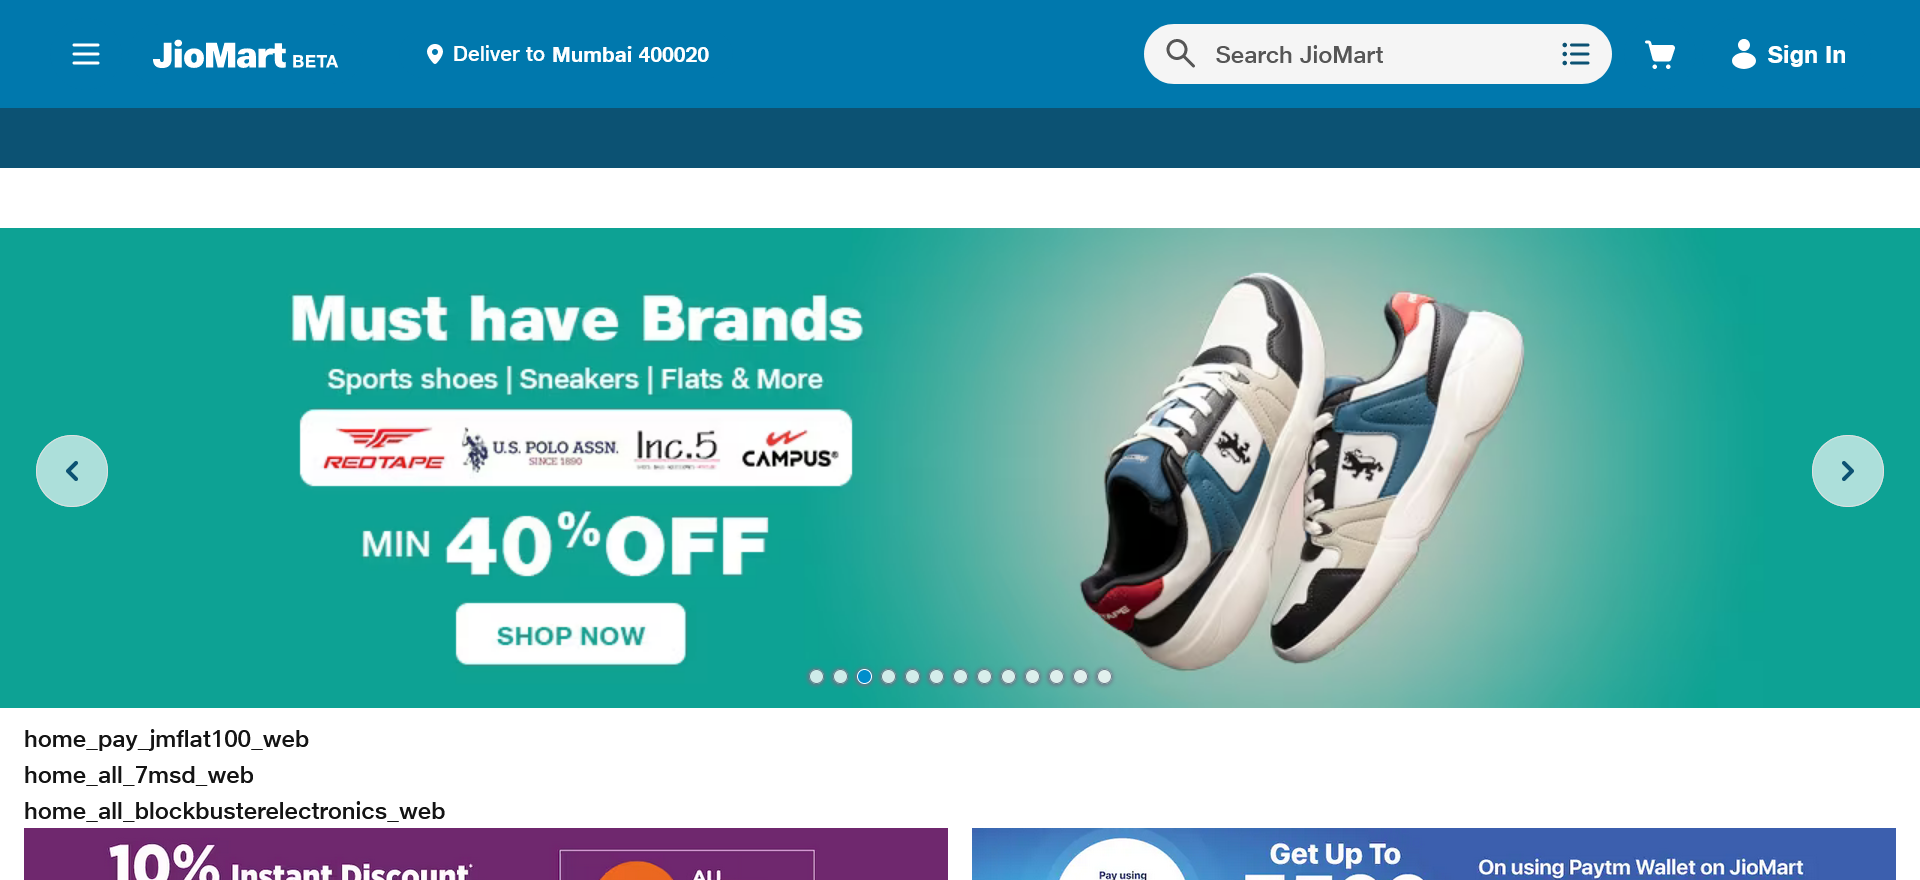 JioMart BETA
Deliver to Mumbai 400020
Search JioMart
Sign In
Must have Brands
Sports shoes | Sneakers | Flats & More
REDTAPE
U.S. POLO ASSN.
SINCE 1890
Inc.5
CAMPUS®
MIN 40% OFF
SHOP NOW
home_pay_jmflat100_web
home_all_7msd_web
home_all_blockbusterelectronics_web
10% Instant Discount*
ALL
Pay using
Get Up To
On using Paytm Wallet on JioMart